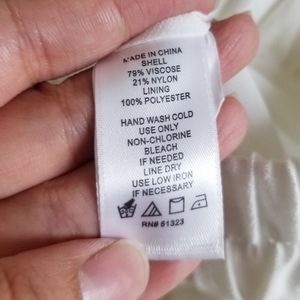 MADE IN CHINA
SHELL
79% VISCOSE
21% NYLON
LINING
100% POLYESTER
HAND WASH COLD
USE ONLY
NON-CHLORINE
BLEACH
IF NEEDED
LINE DRY
USE LOW IRON
IF NECESSARY
RN# 51323